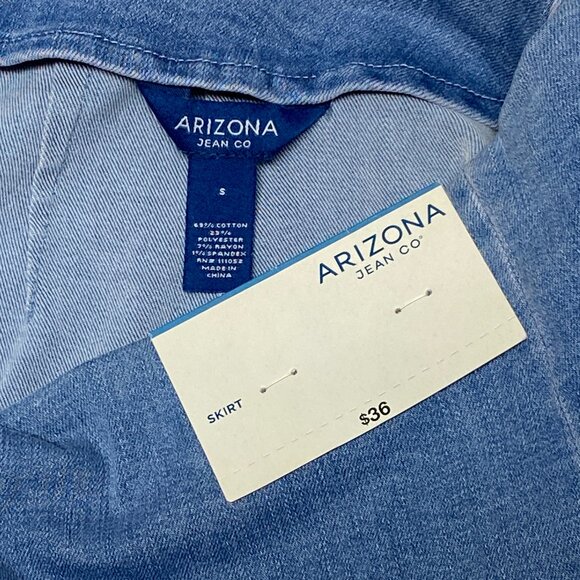 ARIZONA
JEAN CO
S
69% COTTON
23%
POLYESTER
7% RAYON
1% SPANDEX
RN# 111052
MADE IN
CHINA
ARIZONA
JEAN CO®
SKIRT
$36